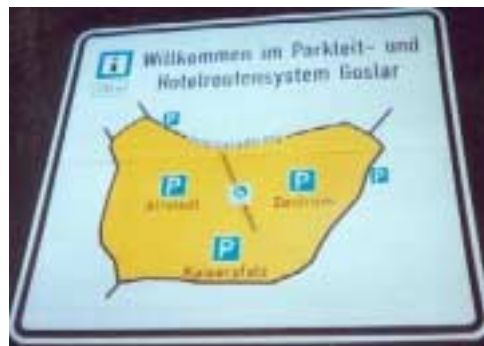 i
Willkommen im Parkleit- und
Hotelroutensystem Goslar
P
P
Altstadt
P
Zentrum
P
P
Kaiserpfalz